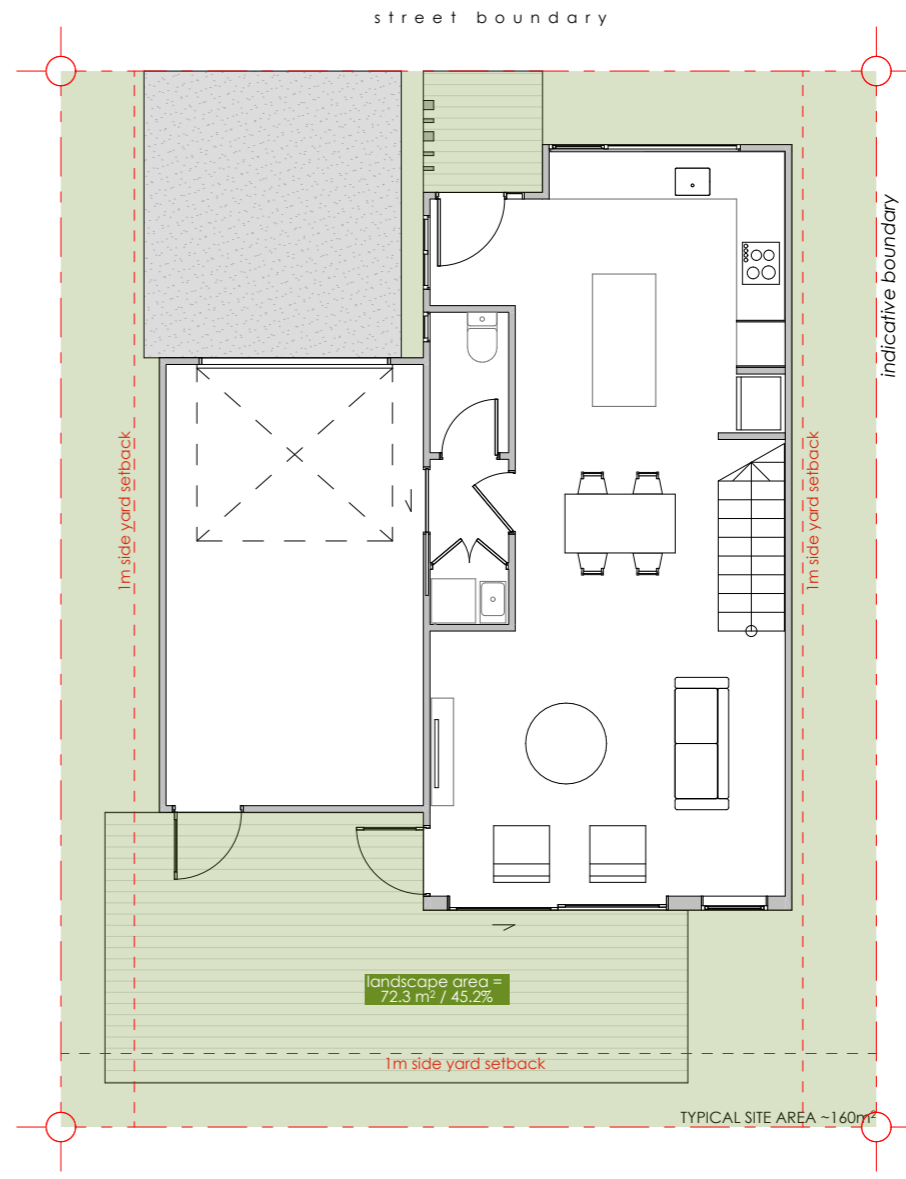 street boundary
indicative boundary
1m side yard setback
1m side yard setback
landscape area =
72.3 m² / 45.2%
1m side yard setback
TYPICAL SITE AREA ~160m²